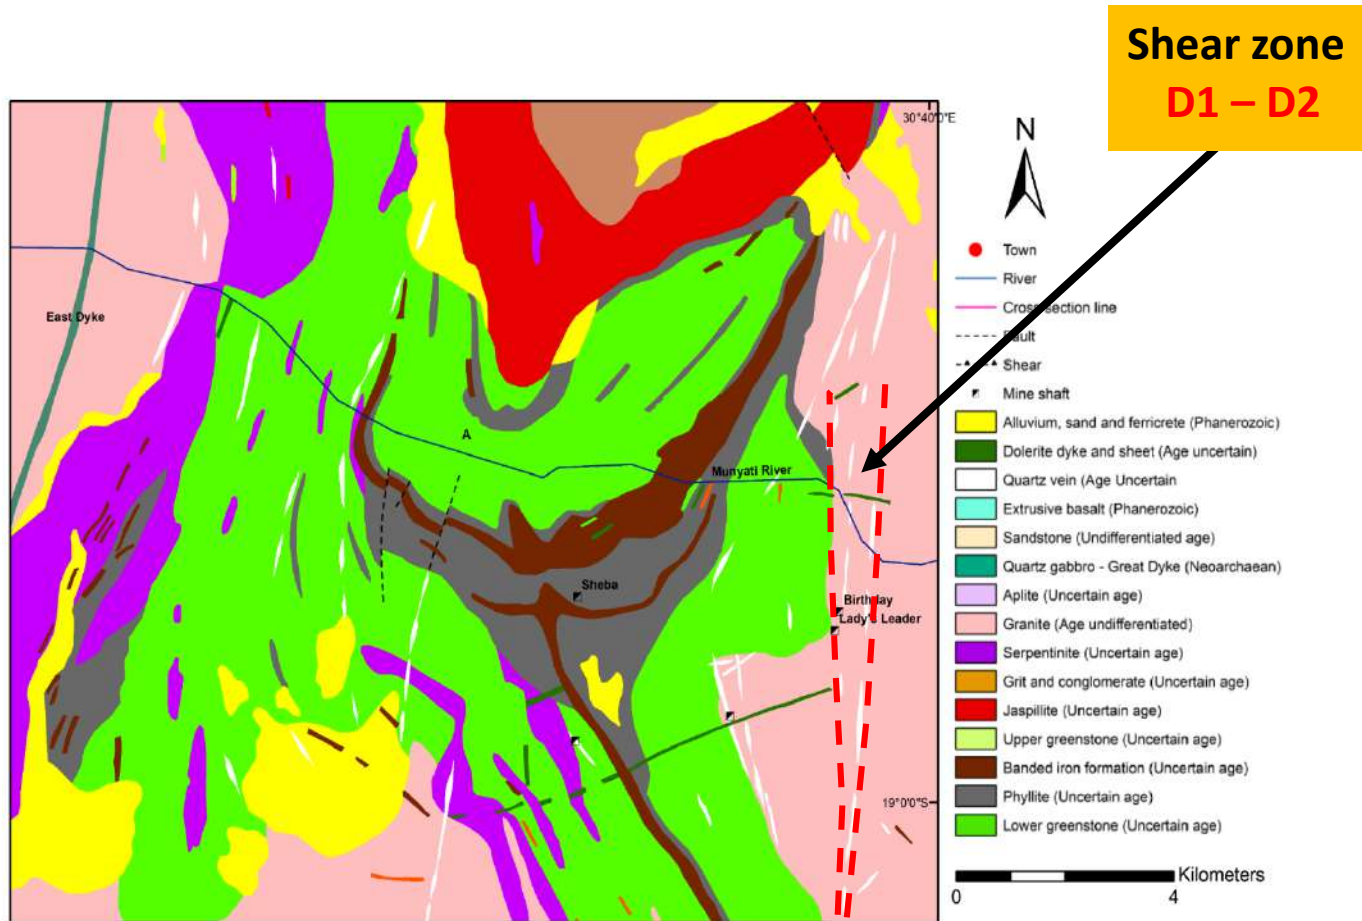 Shear zone
D1 – D2
30°40'0"E
N
Town
River
Cross section line
Fault
Shear
Mine shaft
Alluvium, sand and ferricrete (Phanerozoic)
Dolerite dyke and sheet (Age uncertain)
Quartz vein (Age Uncertain
Extrusive basalt (Phanerozoic)
Sandstone (Undifferentiated age)
Quartz gabbro - Great Dyke (Neoarchaean)
Aplite (Uncertain age)
Granite (Age undifferentiated)
Serpentinite (Uncertain age)
Grit and conglomerate (Uncertain age)
Jaspillite (Uncertain age)
Upper greenstone (Uncertain age)
Banded iron formation (Uncertain age)
Phyllite (Uncertain age)
Lower greenstone (Uncertain age)
East Dyke
A
Munyati River
Sheba
Birthday
Lady's Leader
19°0'0"S
Kilometers
0 4